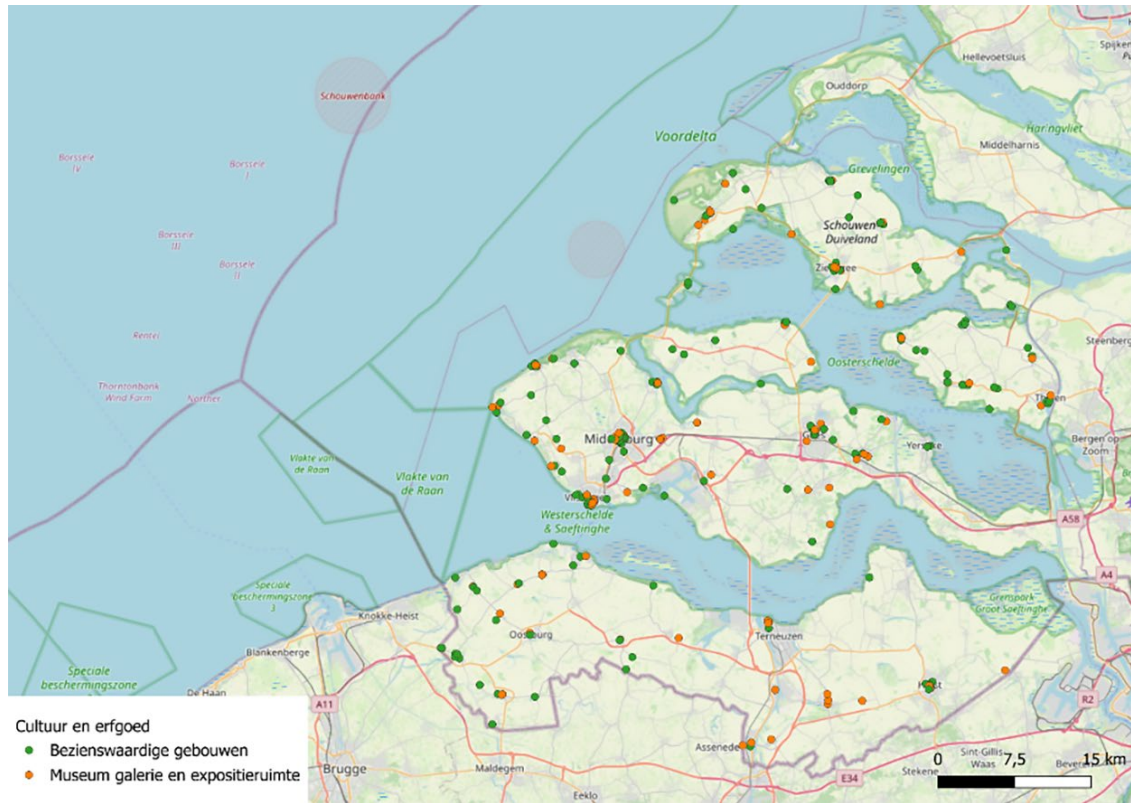 Hellevoetsluis
Spijken
Ouddorp
Schouwenbank
Haringvliet
Voordelta
Middelharnis
Borssele
IV
Borssele
I
Grevelingen
Borssele
III
Schouwen
Duiveland
Borssele
II
Rentel
Steenberg
Oosterschelde
Thorntonbank
Wind Farm
Norther
Middelburg
Yerseke
Bergen op
Zoom
Vlakte van
de Raan
Vlakte van
de Raan
Westerschelde
& Saeftinghe
A58
A4
Speciale
beschermingszone
3
Grenspark
Groot Saeftinghe
Knokke-Heist
Oostburg
Terneuzen
Blankenberge
Speciale
beschermingszone
De Haan
A11
R2
Cultuur en erfgoed
Bezienswaardige gebouwen
Museum galerie en expositieruimte
Assenede
Sint-Gillis
Waas
Beveren
0 7,5 15 km
Brugge
Maldegem
Stekene
E34
Eeklo